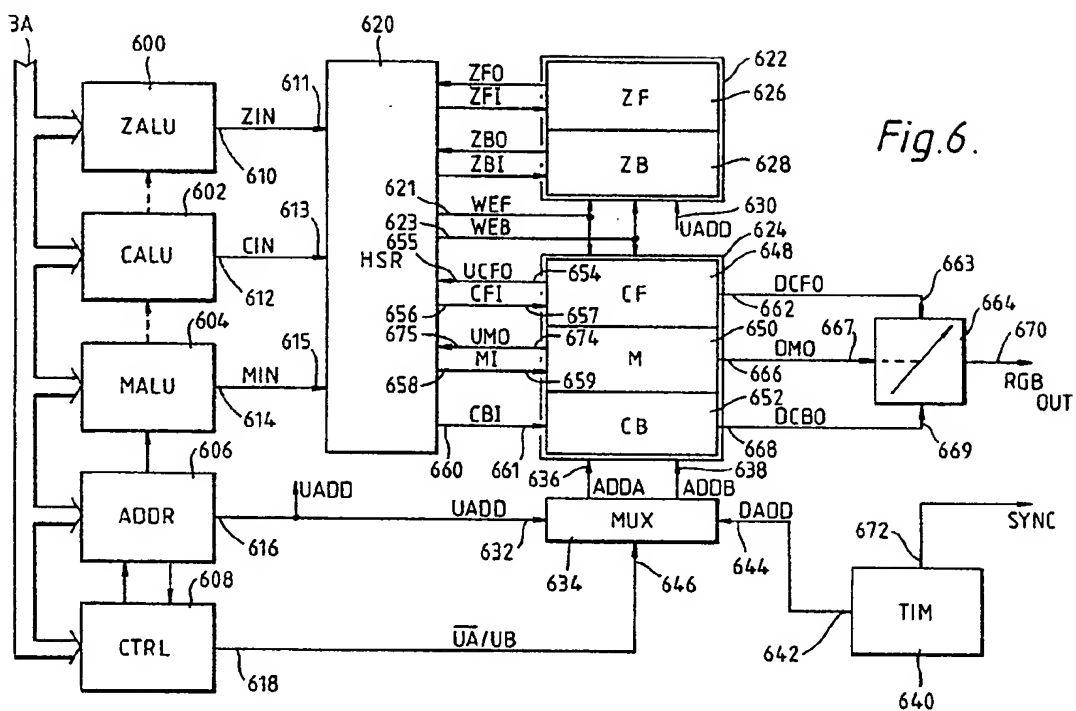 3A
600
ZALU
ZIN
610
611
620
HSR
ZFO
ZFI
ZBO
ZBI
622
ZF
626
ZB
628
Fig.6.
602
CALU
CIN
612
613
621
WEF
623
WEB
655
630
UADD
624
648
UCFO
654
CFI
656
657
CF
DCFO
662
663
664
604
MALU
MIN
614
615
675
UMO
674
MI
658
659
650
M
DMO
666
667
670
RGB
OUT
652
CBI
660
661
CB
DCBO
668
669
606
ADDR
616
UADD
UADD
632
636
ADDA
638
ADDB
MUX
634
DADD
644
646
672
SYNC
608
CTRL
618
U̅A̅/UB
TIM
642
640